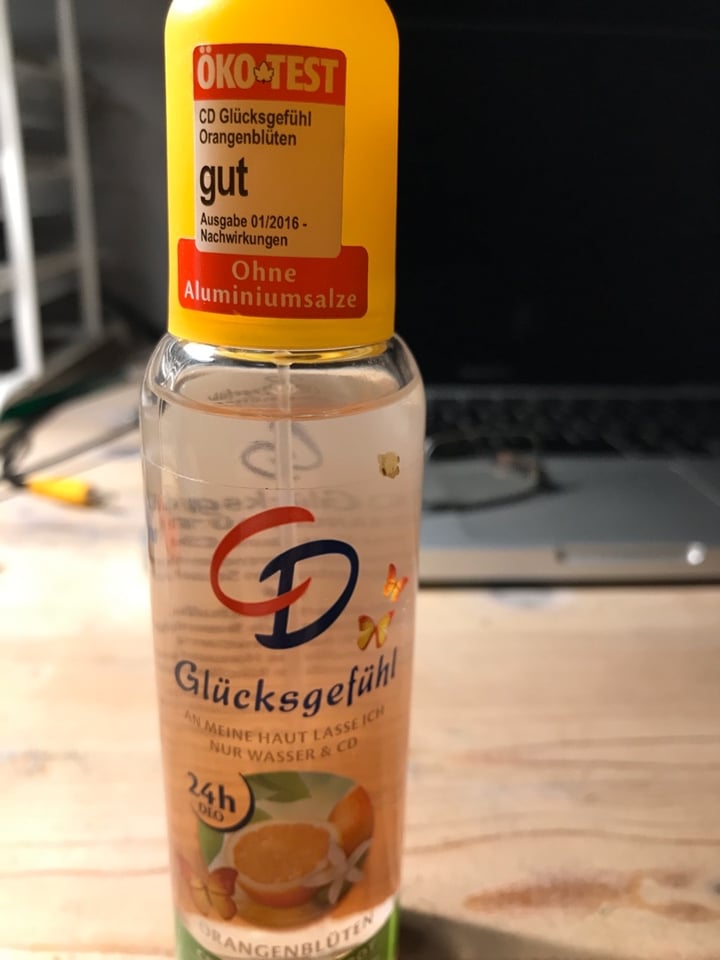 ÖKO TEST
CD Glücksgefühl
Orangenblüten
gut
Ausgabe 01/2016 -
Nachwirkungen
Ohne
Aluminiumsalze
CD
Glücksgefühl
AN MEINE HAUT LASSE ICH
NUR WASSER & CD
24h
DEO
ORANGENBLÜTEN